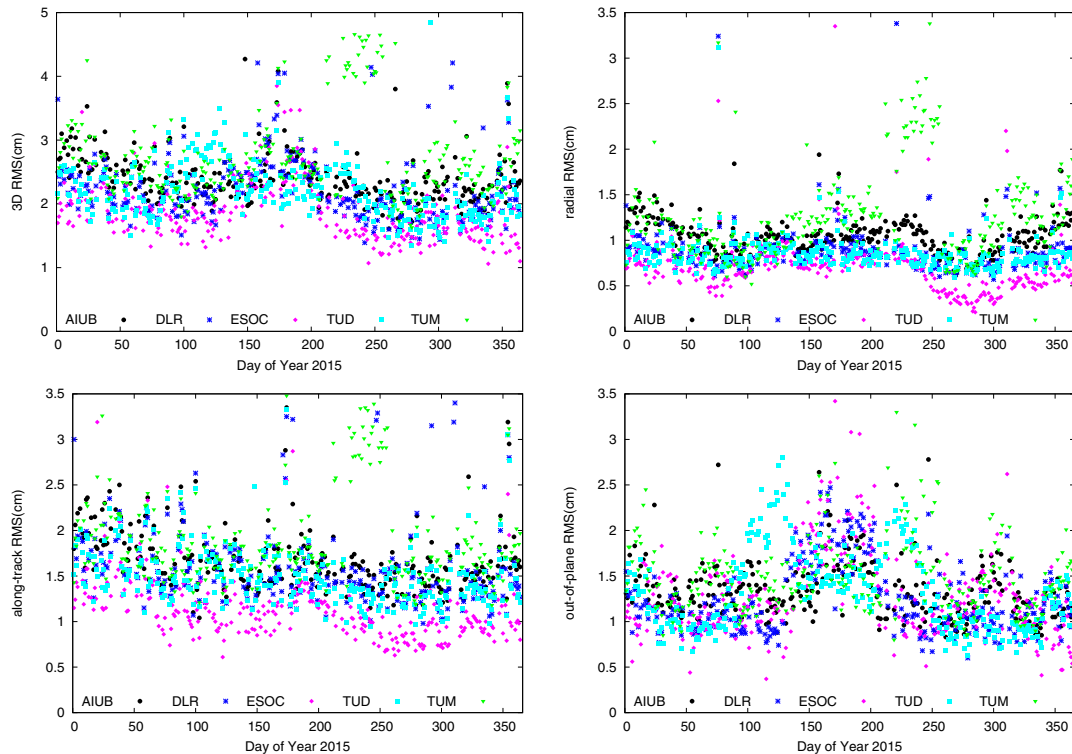 5
4
3
2
1
0
3D RMS(cm)
AIUB DLR ESOC TUD TUM
0 50 100 150 200 250 300 350
Day of Year 2015
3.5
3
2.5
2
1.5
1
0.5
0
radial RMS(cm)
AIUB DLR ESOC TUD TUM
0 50 100 150 200 250 300 350
Day of Year 2015
3.5
3
2.5
2
1.5
1
0.5
0
along-track RMS(cm)
AIUB DLR ESOC TUD TUM
0 50 100 150 200 250 300 350
Day of Year 2015
3.5
3
2.5
2
1.5
1
0.5
0
out-of-plane RMS(cm)
AIUB DLR ESOC TUD TUM
0 50 100 150 200 250 300 350
Day of Year 2015